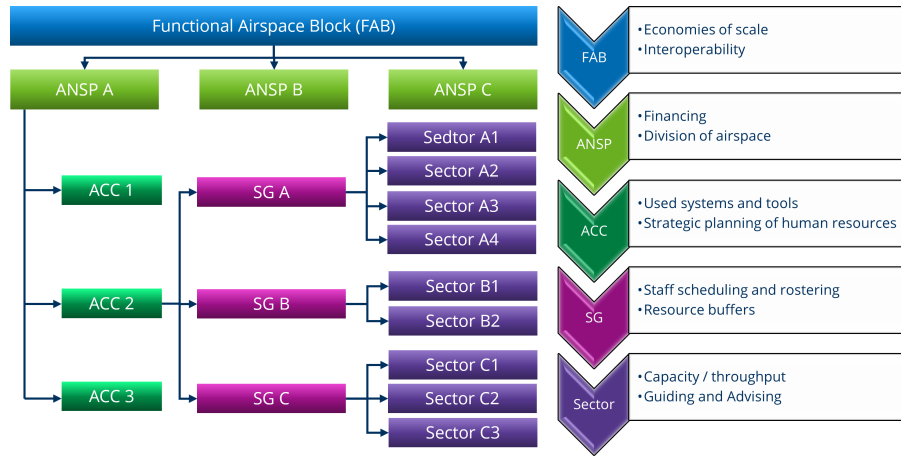 Functional Airspace Block (FAB)
ANSP A
ANSP B
ANSP C
ACC 1
ACC 2
ACC 3
SG A
SG B
SG C
Sedtor A1
Sector A2
Sector A3
Sector A4
Sector B1
Sector B2
Sector C1
Sector C2
Sector C3
FAB
•Economies of scale
•Interoperability
ANSP
•Financing
•Division of airspace
ACC
•Used systems and tools
•Strategic planning of human resources
SG
•Staff scheduling and rostering
•Resource buffers
Sector
•Capacity / throughput
•Guiding and Advising